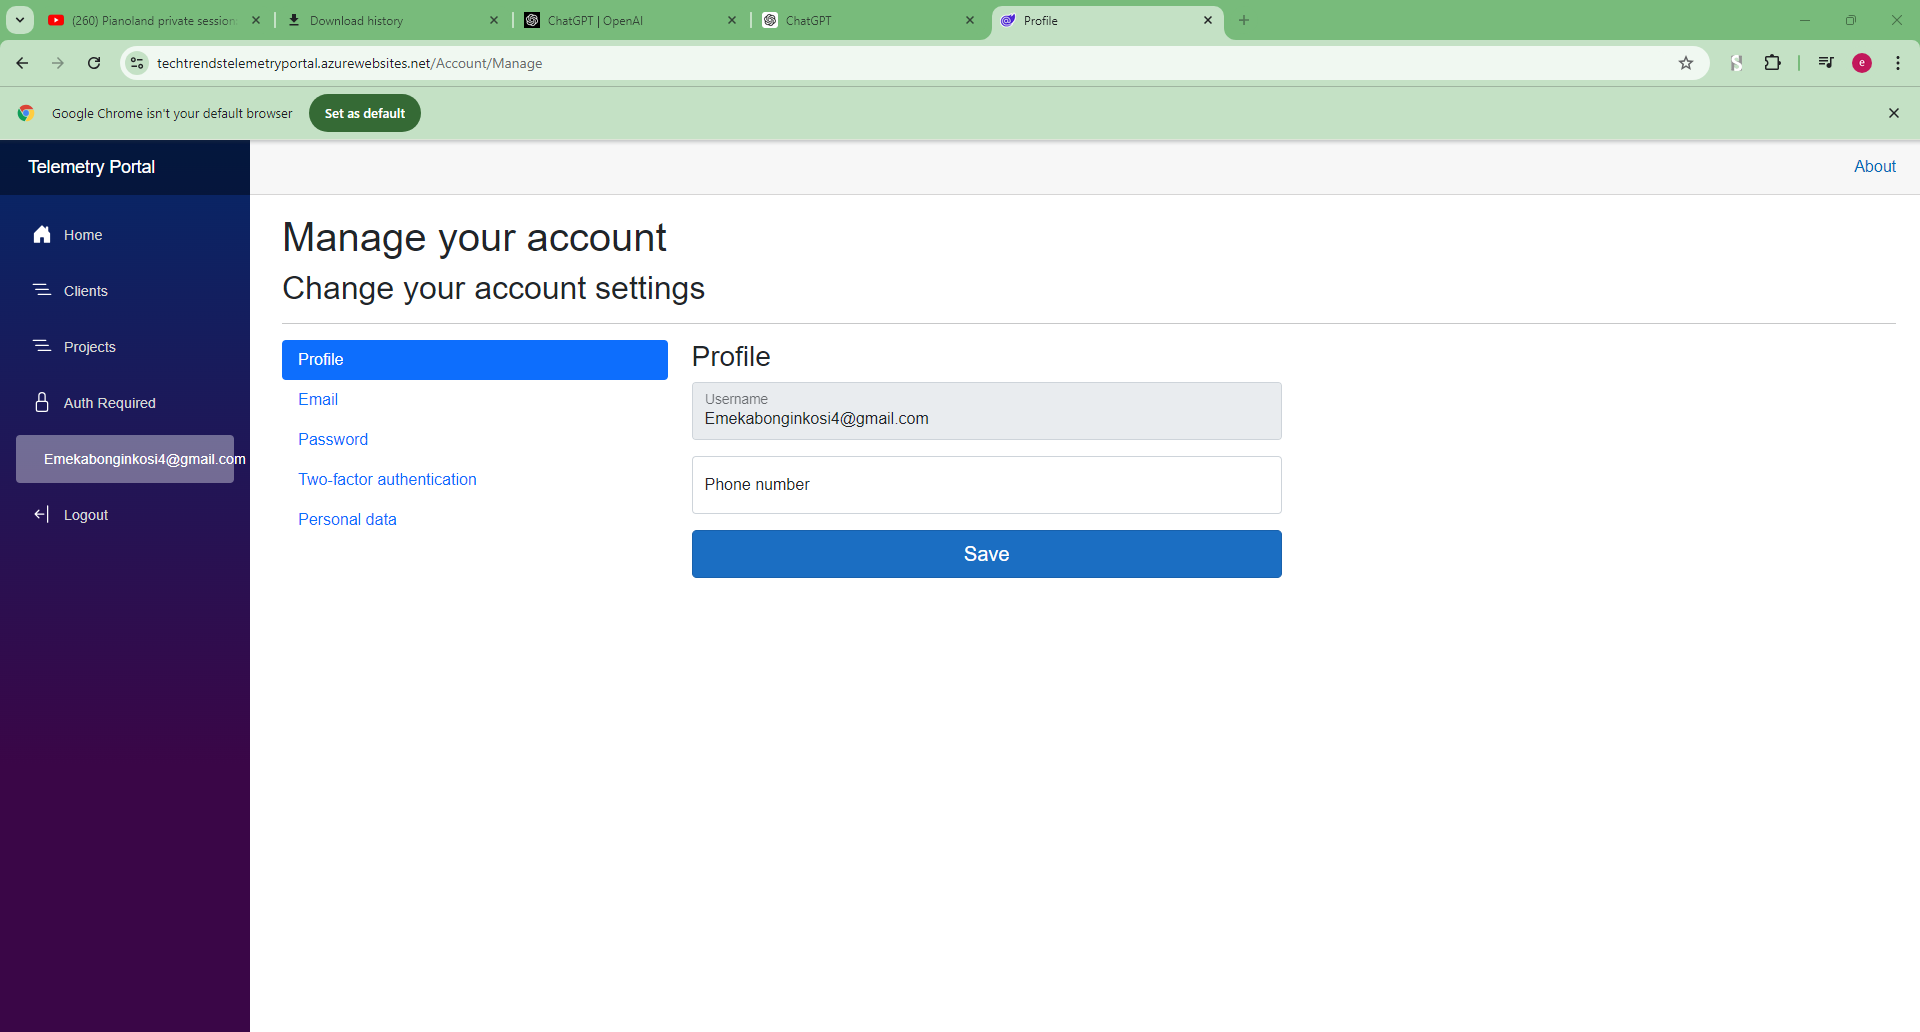 (260) Pianoland private session
Download history
ChatGPT | OpenAI
ChatGPT
Profile
techtrendstelemetryportal.azurewebsites.net/Account/Manage
e
Google Chrome isn't your default browser
Set as default
Telemetry Portal
About
Home
Clients
Projects
Auth Required
Emekabonginkosi4@gmail.com
Logout
Manage your account
Change your account settings
Profile
Email
Password
Two-factor authentication
Personal data
Profile
Username
Emekabonginkosi4@gmail.com
Phone number
Save